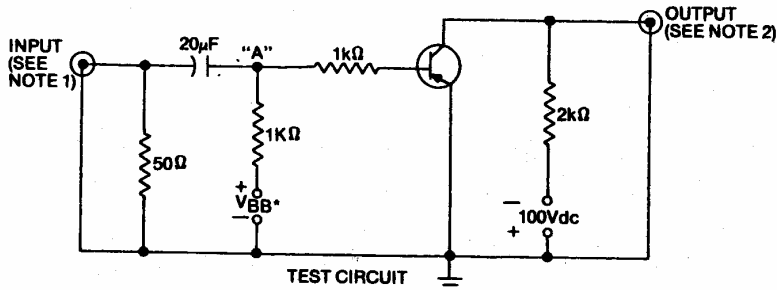 INPUT
(SEE
NOTE 1)
20µF
"A"
1kΩ
OUTPUT
(SEE NOTE 2)
50Ω
1KΩ
+
VBB*
−
2kΩ
−
100Vdc
+
TEST CIRCUIT